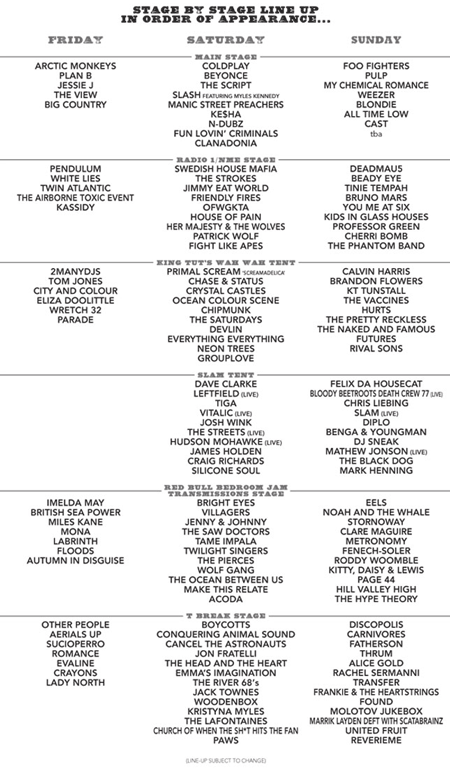 STAGE BY STAGE LINE UP
IN ORDER OF APPEARANCE...
FRIDAY SATURDAY SUNDAY
MAIN STAGE
ARCTIC MONKEYS COLDPLAY FOO FIGHTERS
PLAN B BEYONCE PULP
JESSIE J THE SCRIPT MY CHEMICAL ROMANCE
THE VIEW SLASH FEATURING MYLES KENNEDY WEEZER
BIG COUNTRY MANIC STREET PREACHERS BLONDIE
KE$HA ALL TIME LOW
N-DUBZ CAST
FUN LOVIN' CRIMINALS tba
CLANADONIA
RADIO 1/NME STAGE
PENDULUM SWEDISH HOUSE MAFIA DEADMAU5
WHITE LIES THE STROKES BEADY EYE
TWIN ATLANTIC JIMMY EAT WORLD TINIE TEMPAH
THE AIRBORNE TOXIC EVENT FRIENDLY FIRES BRUNO MARS
KASSIDY OFWGKTA YOU ME AT SIX
HOUSE OF PAIN KIDS IN GLASS HOUSES
HER MAJESTY & THE WOLVES PROFESSOR GREEN
PATRICK WOLF CHERRI BOMB
FIGHT LIKE APES THE PHANTOM BAND
KING TUT'S WAH WAH TENT
2MANYDJS PRIMAL SCREAM 'SCREAMADELICA' CALVIN HARRIS
TOM JONES CHASE & STATUS BRANDON FLOWERS
CITY AND COLOUR CRYSTAL CASTLES KT TUNSTALL
ELIZA DOOLITTLE OCEAN COLOUR SCENE THE VACCINES
WRETCH 32 CHIPMUNK HURTS
PARADE THE SATURDAYS THE PRETTY RECKLESS
DEVLIN THE NAKED AND FAMOUS
EVERYTHING EVERYTHING FUTURES
NEON TREES RIVAL SONS
GROUPLOVE
SLAM TENT
DAVE CLARKE FELIX DA HOUSECAT
LEFTFIELD (LIVE) BLOODY BEETROOTS DEATH CREW 77 (LIVE)
TIGA CHRIS LIEBING
VITALIC (LIVE) SLAM (LIVE)
JOSH WINK DIPLO
THE STREETS (LIVE) BENGA & YOUNGMAN
HUDSON MOHAWKE (LIVE) DJ SNEAK
JAMES HOLDEN MATHEW JONSON (LIVE)
CRAIG RICHARDS THE BLACK DOG
SILICONE SOUL MARK HENNING
RED BULL BEDROOM JAM
TRANSMISSIONS STAGE
IMELDA MAY BRIGHT EYES EELS
BRITISH SEA POWER VILLAGERS NOAH AND THE WHALE
MILES KANE JENNY & JOHNNY STORNOWAY
MONA THE SAW DOCTORS CLARE MAGUIRE
LABRINTH TAME IMPALA METRONOMY
FLOODS TWILIGHT SINGERS FENECH-SOLER
AUTUMN IN DISGUISE THE PIERCES RODDY WOOMBLE
WOLF GANG KITTY, DAISY & LEWIS
THE OCEAN BETWEEN US PAGE 44
MAKE THIS RELATE HILL VALLEY HIGH
ACODA THE HYPE THEORY
T BREAK STAGE
OTHER PEOPLE BOYCOTTS DISCOPOLIS
AERIALS UP CONQUERING ANIMAL SOUND CARNIVORES
SUCIOPERRO CANCEL THE ASTRONAUTS FATHERSON
ROMANCE JON FRATELLI THRUM
EVALINE THE HEAD AND THE HEART ALICE GOLD
CRAYONS EMMA'S IMAGINATION RACHEL SERMANNI
LADY NORTH THE RIVER 68's TRANSFER
JACK TOWNES FRANKIE & THE HEARTSTRINGS
WOODENBOX FOUND
KRISTYNA MYLES MOLOTOV JUKEBOX
THE LAFONTAINES MARRIK LAYDEN DEFT WITH SCATABRAINZ
CHURCH OF WHEN THE SH*T HITS THE FAN UNITED FRUIT
PAWS REVERIEME
(LINE-UP SUBJECT TO CHANGE)